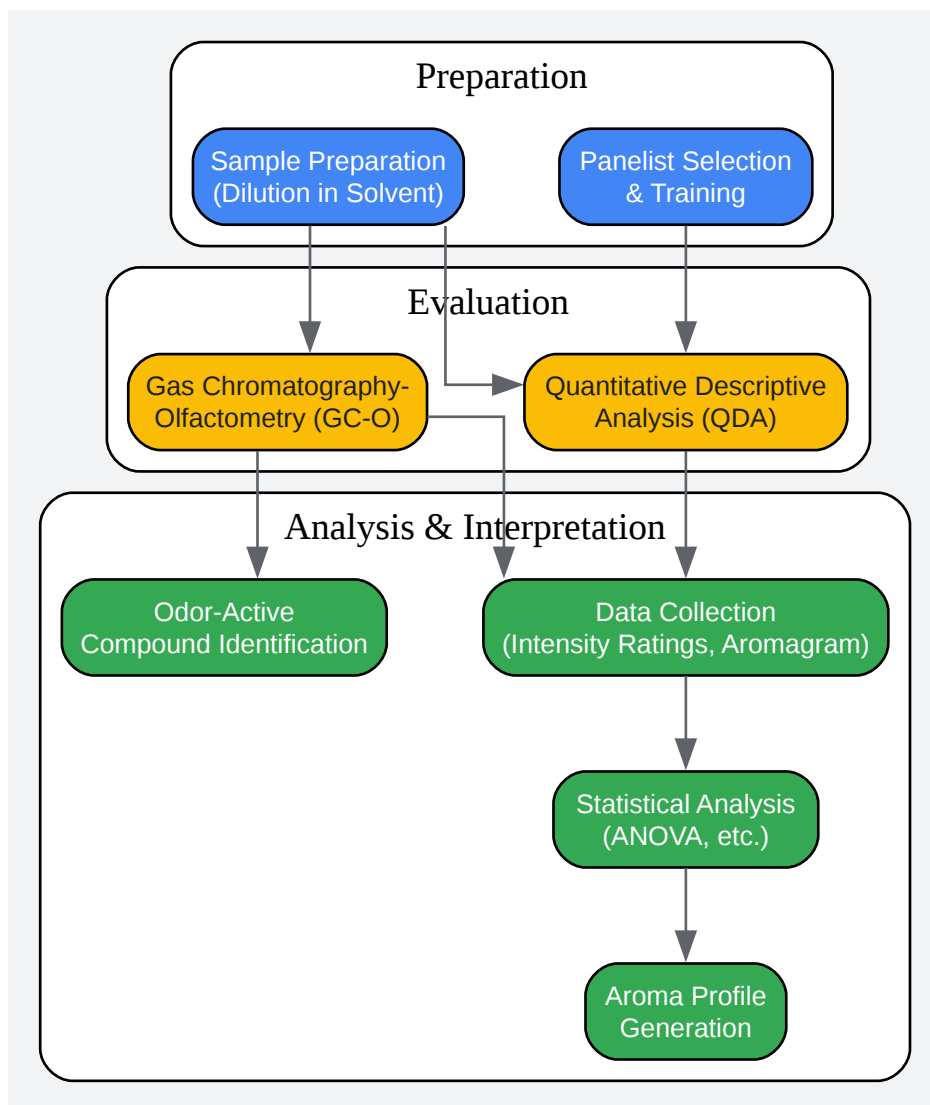 Preparation
Sample Preparation
(Dilution in Solvent)
Panelist Selection
& Training
Evaluation
Gas Chromatography-
Olfactometry (GC-O)
Quantitative Descriptive
Analysis (QDA)
Analysis & Interpretation
Odor-Active
Compound Identification
Data Collection
(Intensity Ratings, Aromagram)
Statistical Analysis
(ANOVA, etc.)
Aroma Profile
Generation